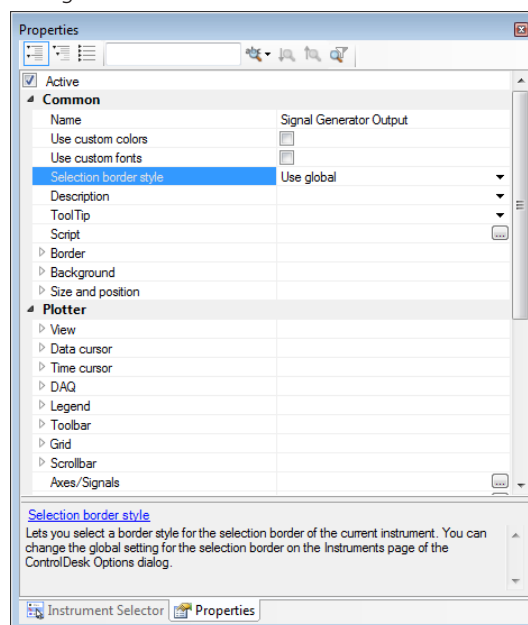 Properties
Active
Common
Name Signal Generator Output
Use custom colors
Use custom fonts
Selection border style Use global
Description
ToolTip
Script ...
Border
Background
Size and position
Plotter
View
Data cursor
Time cursor
DAQ
Legend
Toolbar
Grid
Scrollbar
Axes/Signals ...
Selection border style
Lets you select a border style for the selection border of the current instrument. You can
change the global setting for the selection border on the Instruments page of the
ControlDesk Options dialog.
Instrument Selector Properties